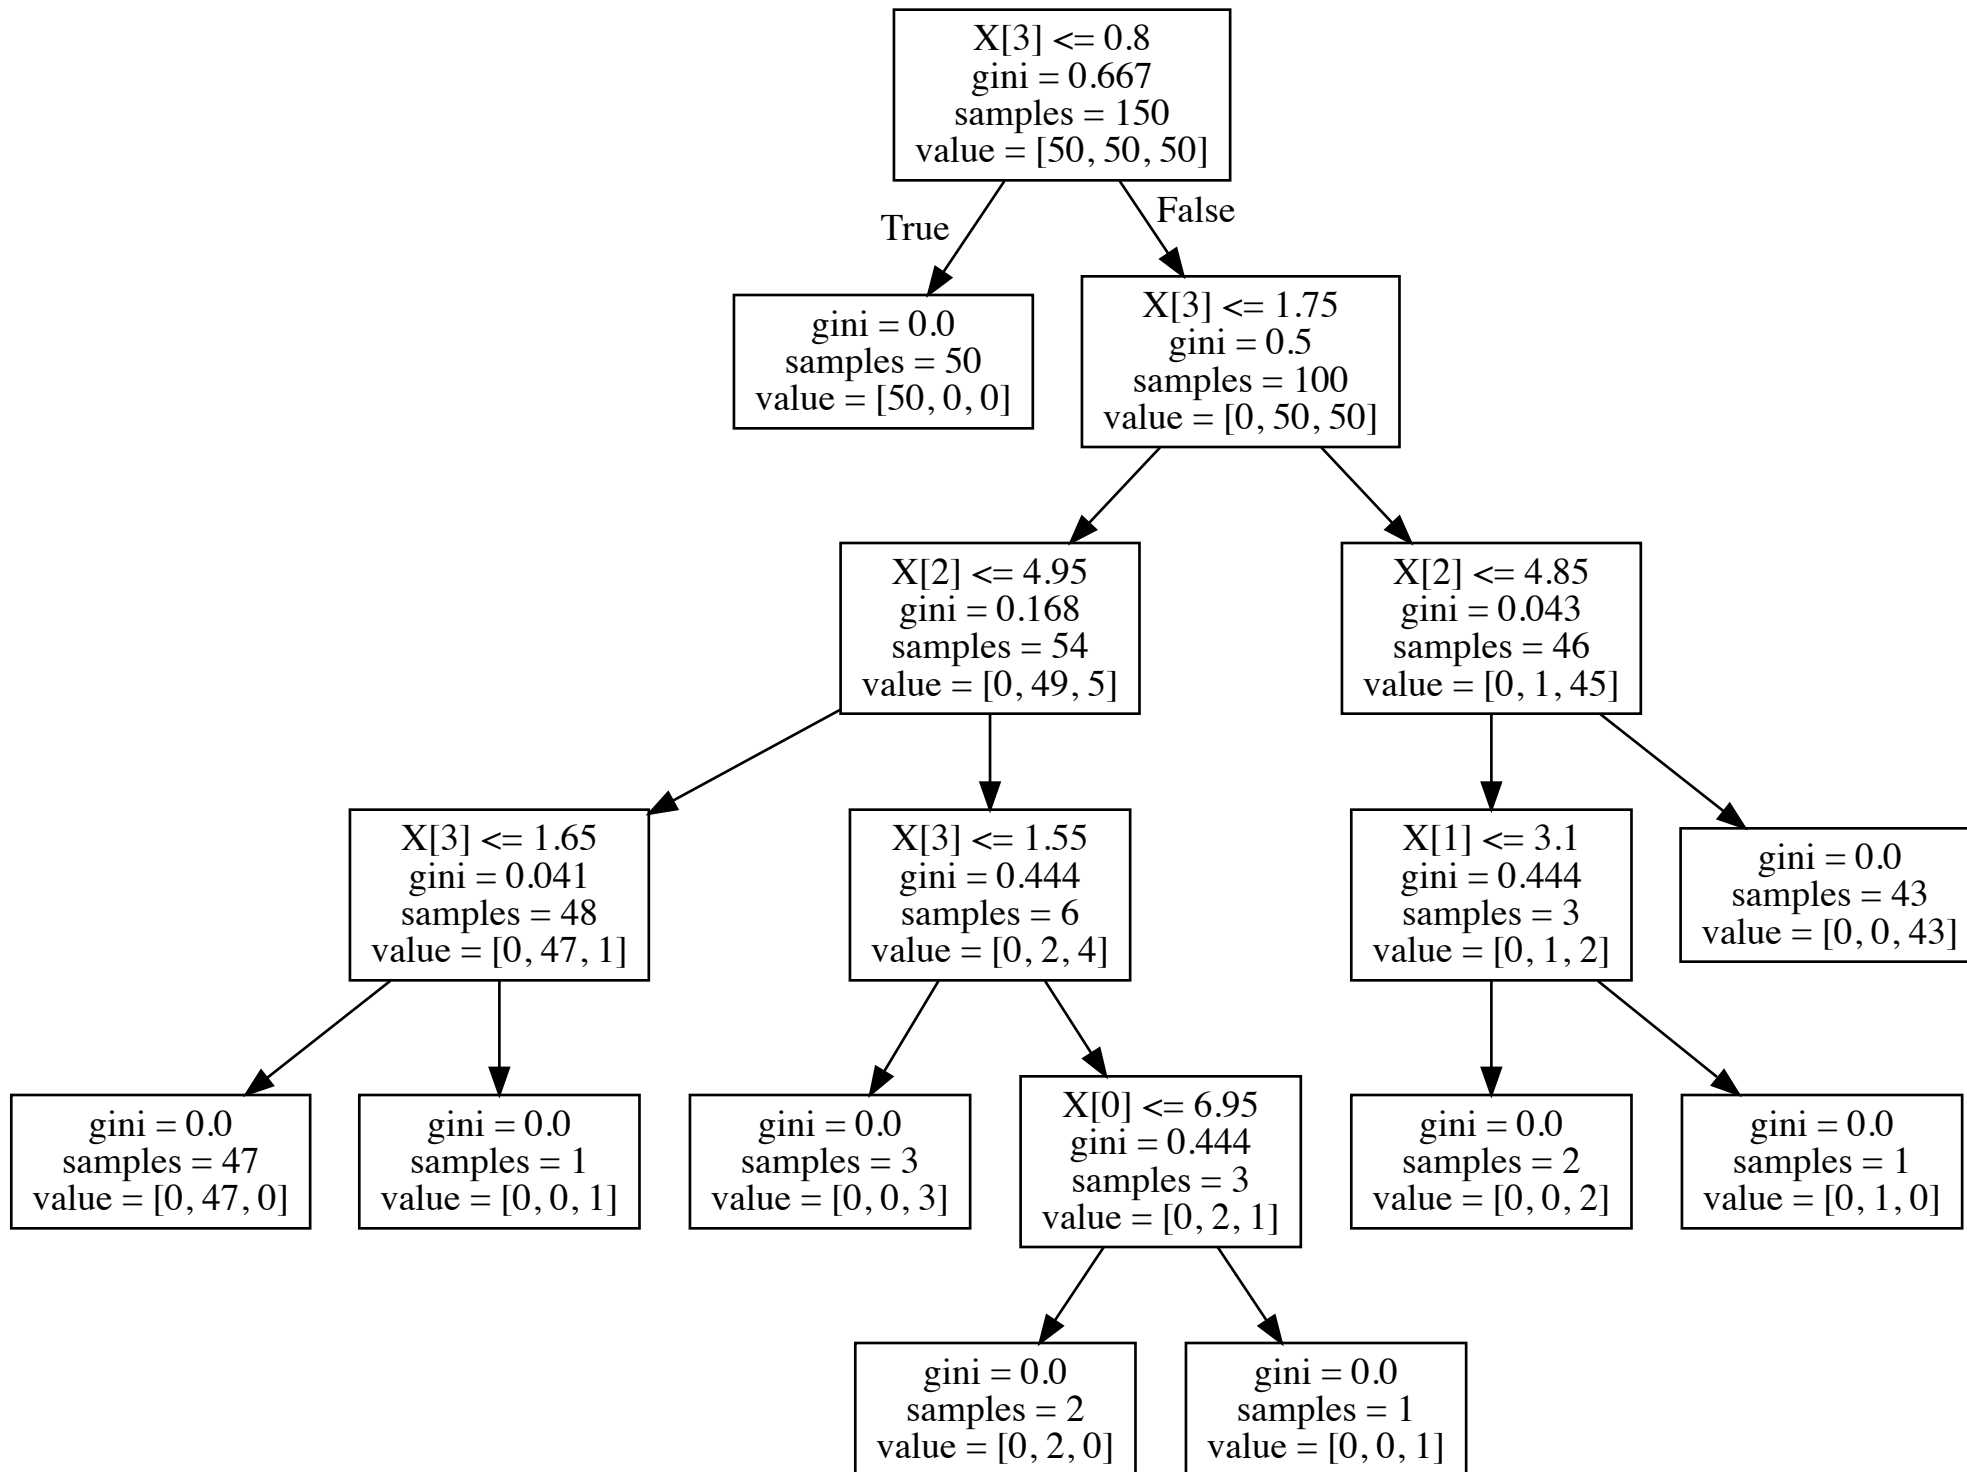 X[3] <= 0.8
gini = 0.667
samples = 150
value = [50, 50, 50]
True
False
gini = 0.0
samples = 50
value = [50, 0, 0]
X[3] <= 1.75
gini = 0.5
samples = 100
value = [0, 50, 50]
X[2] <= 4.95
gini = 0.168
samples = 54
value = [0, 49, 5]
X[2] <= 4.85
gini = 0.043
samples = 46
value = [0, 1, 45]
X[3] <= 1.65
gini = 0.041
samples = 48
value = [0, 47, 1]
X[3] <= 1.55
gini = 0.444
samples = 6
value = [0, 2, 4]
X[1] <= 3.1
gini = 0.444
samples = 3
value = [0, 1, 2]
gini = 0.0
samples = 43
value = [0, 0, 43]
gini = 0.0
samples = 47
value = [0, 47, 0]
gini = 0.0
samples = 1
value = [0, 0, 1]
gini = 0.0
samples = 3
value = [0, 0, 3]
X[0] <= 6.95
gini = 0.444
samples = 3
value = [0, 2, 1]
gini = 0.0
samples = 2
value = [0, 0, 2]
gini = 0.0
samples = 1
value = [0, 1, 0]
gini = 0.0
samples = 2
value = [0, 2, 0]
gini = 0.0
samples = 1
value = [0, 0, 1]